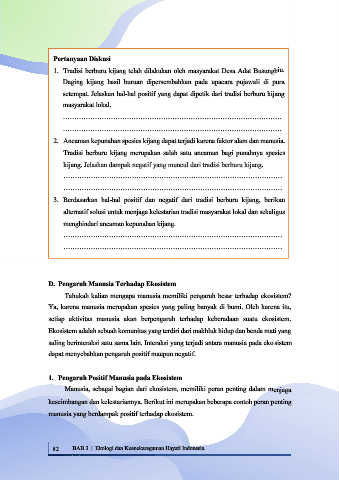 Pertanyaan Diskusi
1. Tradisi berburu kijang telah dilakukan oleh masyarakat Desa Adat Busungbiu.
Daging kijang hasil buruan dipersembahkan pada upacara pujawali di pura
setempat. Jelaskan hal-hal positif yang dapat dipetik dari tradisi berburu kijang
masyarakat lokal.
................................................................................
................................................................................
2. Ancaman kepunahan spesies kijang dapat terjadi karena faktor alam dan manusia.
Tradisi berburu kijang merupakan salah satu ancaman bagi punahnya spesies
kijang. Jelaskan dampak negatif yang muncul dari tradisi berburu kijang.
................................................................................
................................................................................
3. Berdasarkan hal-hal positif dan negatif dari tradisi berburu kijang, berikan
alternatif solusi untuk menjaga kelestarian tradisi masyarakat lokal dan sekaligus
menghindari ancaman kepunahan kijang.
................................................................................
................................................................................
D. Pengaruh Manusia Terhadap Ekosistem
Tahukah kalian mengapa manusia memiliki pengaruh besar terhadap ekosistem?
Ya, karena manusia merupakan spesies yang paling banyak di bumi. Oleh karena itu,
setiap aktivitas manusia akan berpengaruh terhadap keberadaan suatu ekosistem.
Ekosistem adalah sebuah komunitas yang terdiri dari makhluk hidup dan benda mati yang
saling berinteraksi satu sama lain. Interaksi yang terjadi antara manusia pada ekosistem
dapat menyebabkan pengaruh positif maupun negatif.
1. Pengaruh Positif Manusia pada Ekosistem
Manusia, sebagai bagian dari ekosistem, memiliki peran penting dalam menjaga
keseimbangan dan kelestariannya. Berikut ini merupakan beberapa contoh peran penting
manusia yang berdampak positif terhadap ekosistem.
82 BAB 3 | Ekologi dan Keanekaragaman Hayati Indonesia